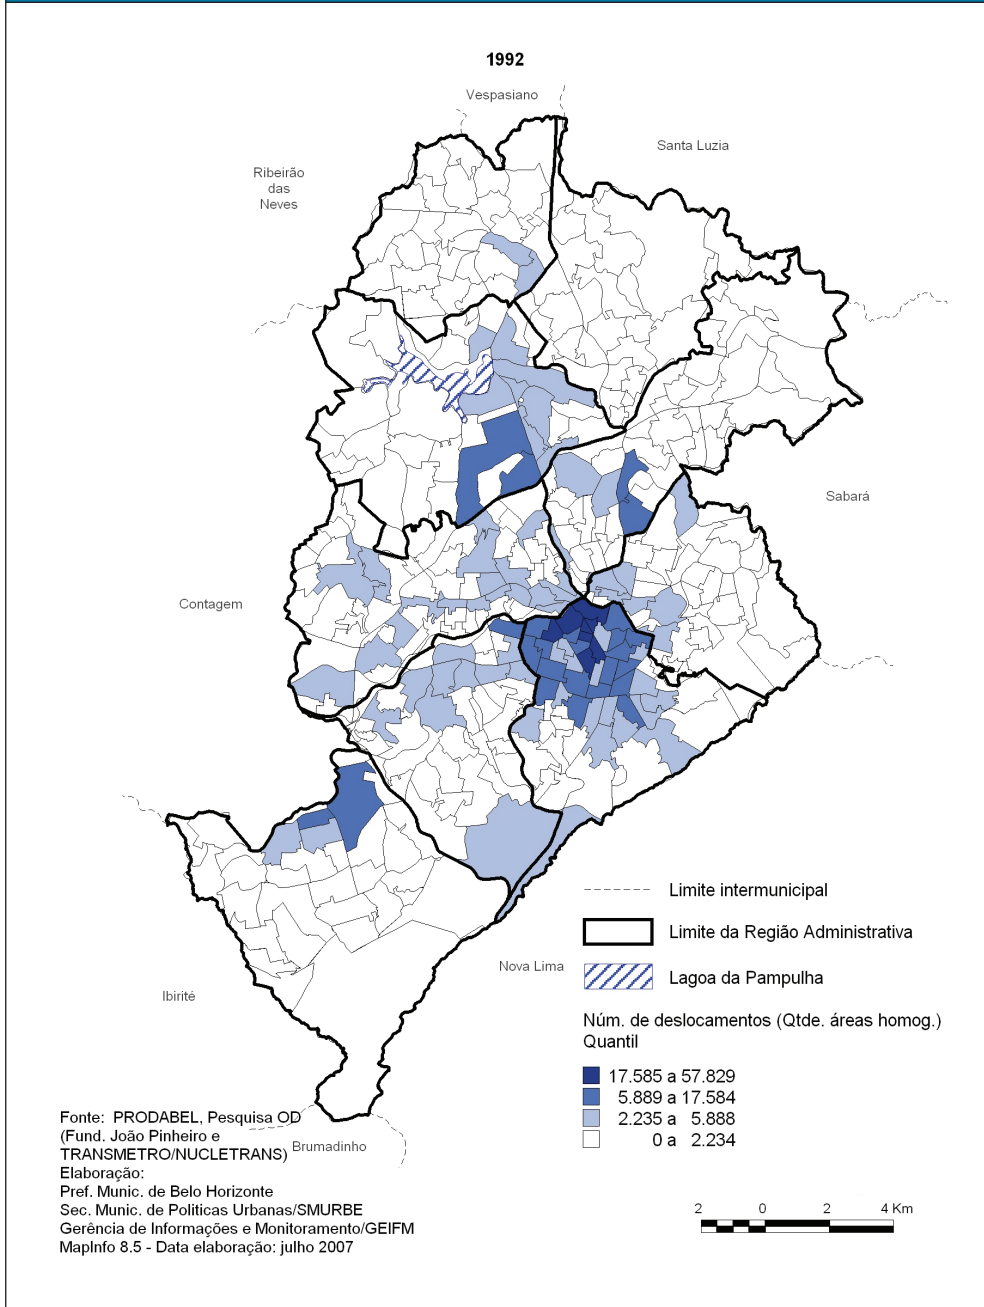 1992
Vespasiano
Santa Luzia
Ribeirão
das
Neves
Sabará
Contagem
Limite intermunicipal
Limite da Região Administrativa
Nova Lima
Lagoa da Pampulha
Ibirité
Núm. de deslocamentos (Qtde. áreas homog.)
Quantil
17.585 a 57.829
5.889 a 17.584
2.235 a 5.888
0 a 2.234
Fonte: PRODABEL, Pesquisa OD
(Fund. João Pinheiro e
TRANSMETRO/NUCLETRANS)
Brumadinho
Elaboração:
Pref. Munic. de Belo Horizonte
Sec. Munic. de Politicas Urbanas/SMURBE
Gerência de Informações e Monitoramento/GEIFM
MapInfo 8.5 - Data elaboração: julho 2007
2 0 2 4 Km